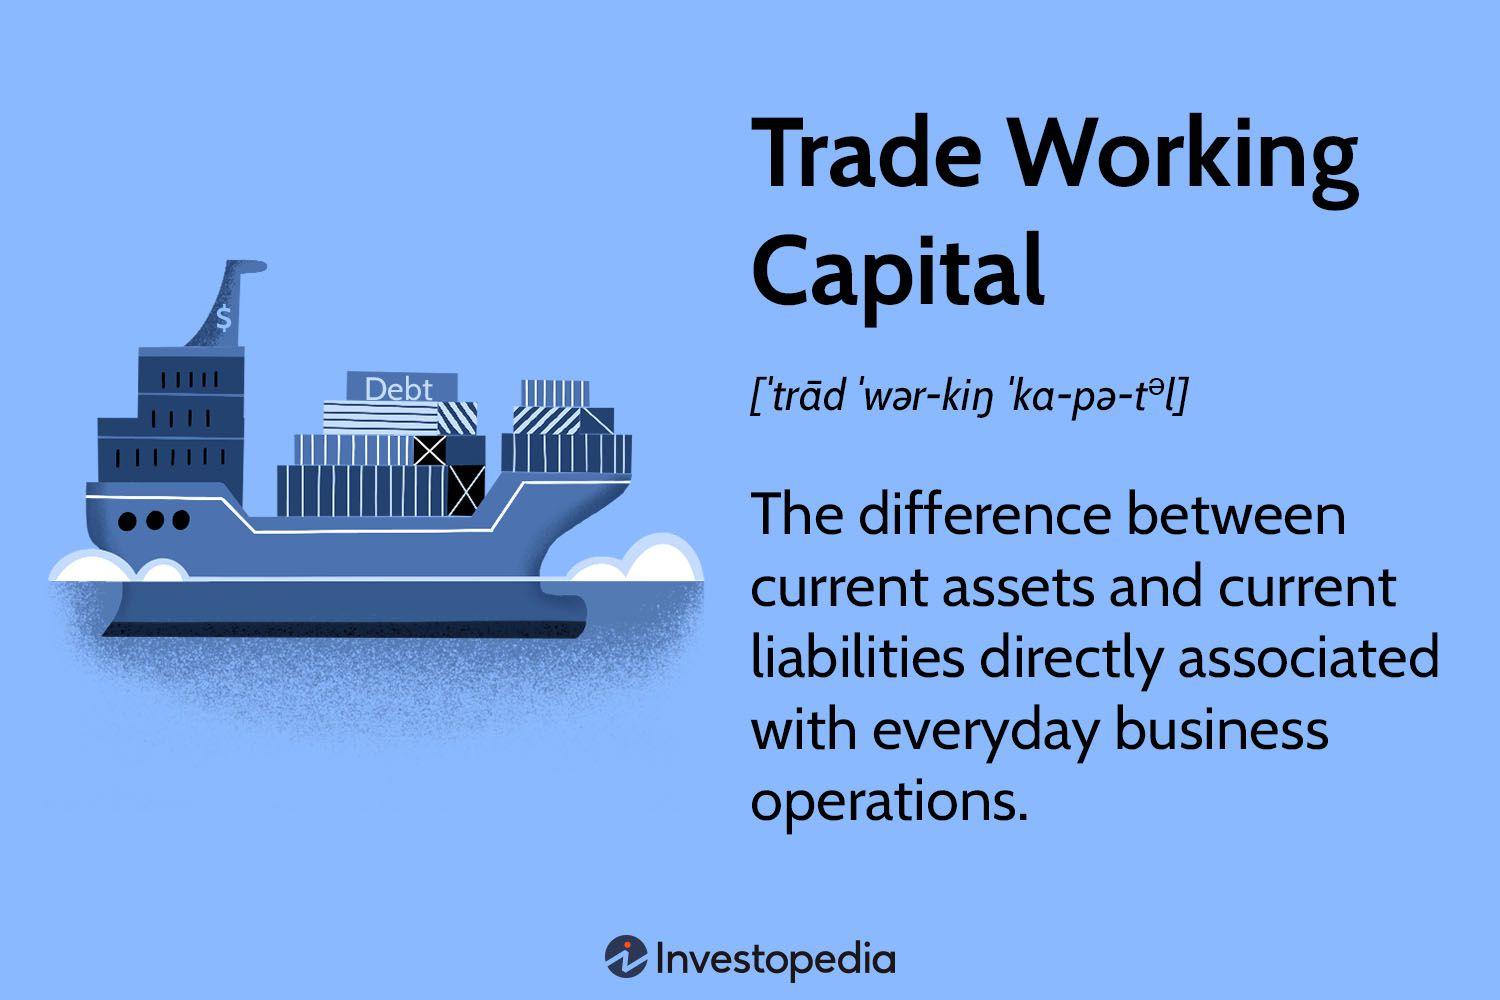 Trade Working
Capital
[ˈtrād ˈwər-kiŋ ˈka-pə-tᵊl]
The difference between
current assets and current
liabilities directly associated
with everyday business
operations.
$
Debt
Investopedia